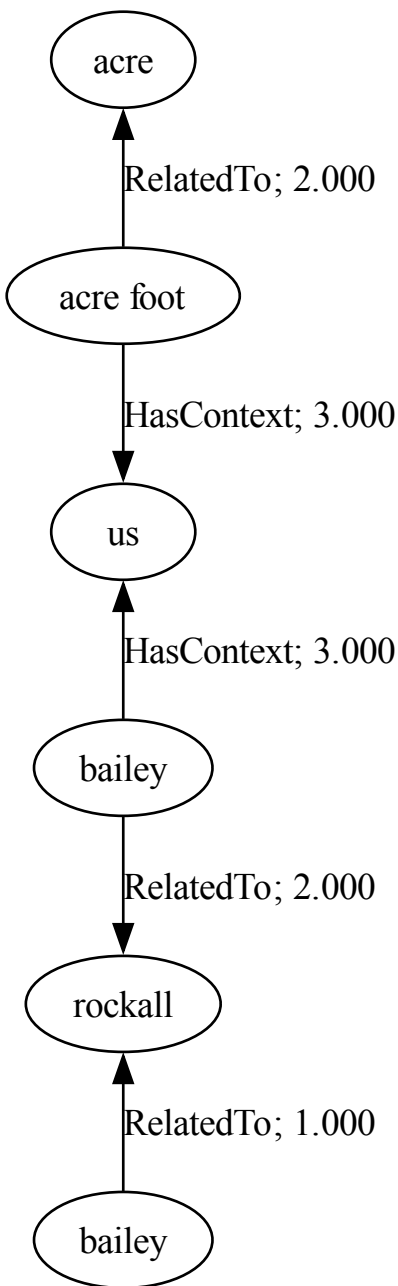 acre
RelatedTo; 2.000
acre foot
HasContext; 3.000
us
HasContext; 3.000
bailey
RelatedTo; 2.000
rockall
RelatedTo; 1.000
bailey